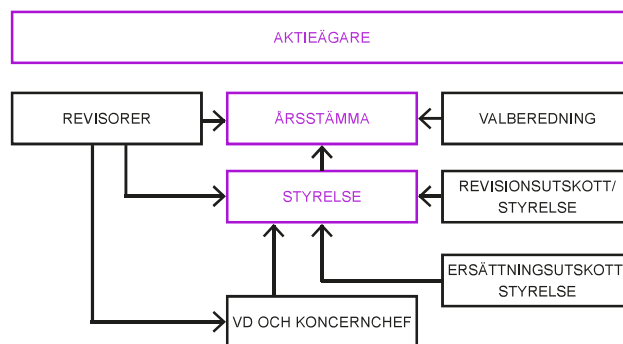 AKTIEÄGARE
REVISORER
ÅRSSTÄMMA
VALBEREDNING
STYRELSE
REVISIONSUTSKOTT/
STYRELSE
ERSÄTTNINGSUTSKOTT
STYRELSE
VD OCH KONCERNCHEF